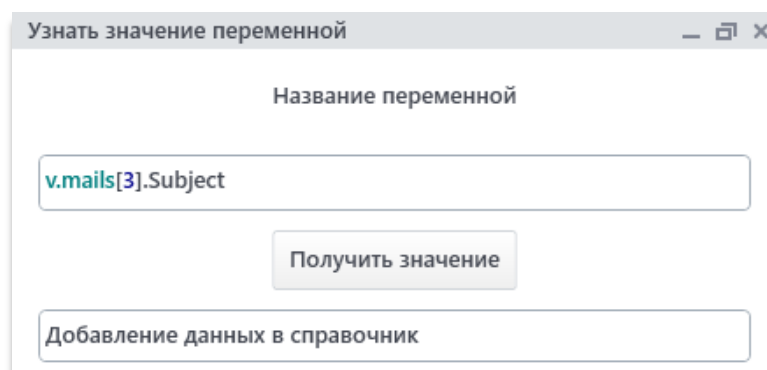 Узнать значение переменной
Название переменной
v.mails[3].Subject
Получить значение
Добавление данных в справочник